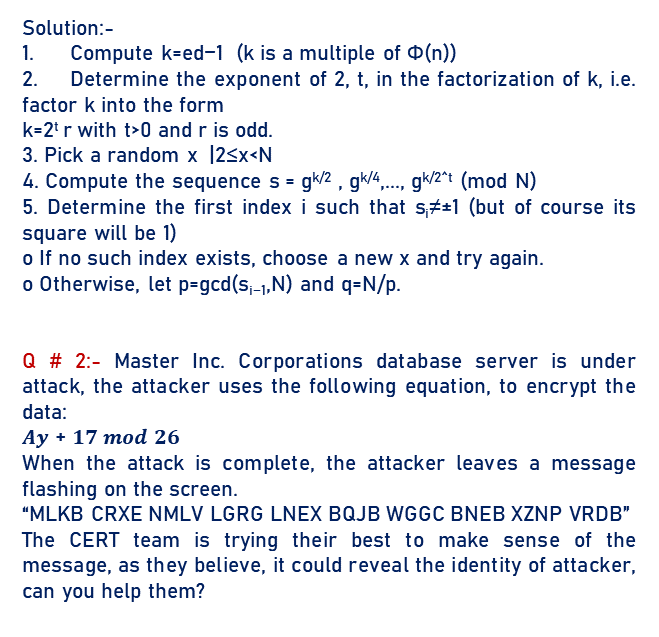 Solution:-
1. Compute k=ed−1 (k is a multiple of Φ(n))
2. Determine the exponent of 2, t, in the factorization of k, i.e.
factor k into the form
k=2ᵗ r with t>0 and r is odd.
3. Pick a random x |2≤x<N
4. Compute the sequence s = g^k/2 , g^k/4,..., g^k/2^t (mod N)
5. Determine the first index i such that sᵢ≠±1 (but of course its
square will be 1)
o If no such index exists, choose a new x and try again.
o Otherwise, let p=gcd(sᵢ₋₁,N) and q=N/p.
Q # 2:- Master Inc. Corporations database server is under
attack, the attacker uses the following equation, to encrypt the
data:
Ay + 17 mod 26
When the attack is complete, the attacker leaves a message
flashing on the screen.
“MLKB CRXE NMLV LGRG LNEX BQJB WGGC BNEB XZNP VRDB”
The CERT team is trying their best to make sense of the
message, as they believe, it could reveal the identity of attacker,
can you help them?